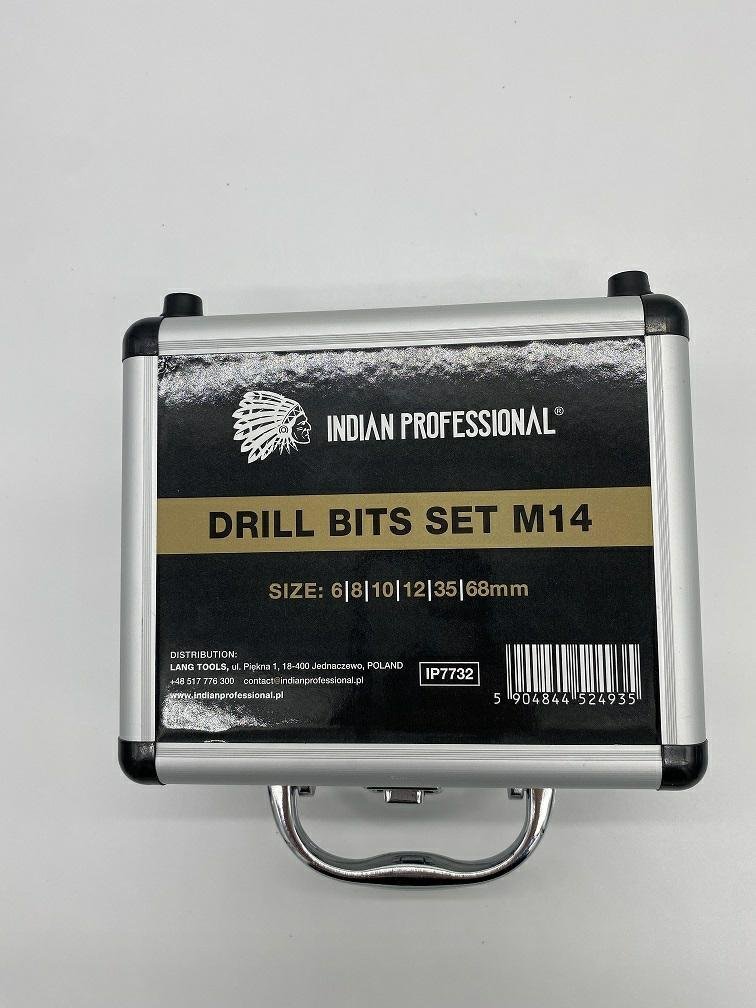 INDIAN PROFESSIONAL®
DRILL BITS SET M14
SIZE: 6|8|10|12|35|68mm
DISTRIBUTION:
LANG TOOLS, ul. Piękna 1, 18-400 Jednaczewo, POLAND
+48 517 776 300 contact@indianprofessional.pl
www.indianprofessional.pl
IP7732
5 904844 524935